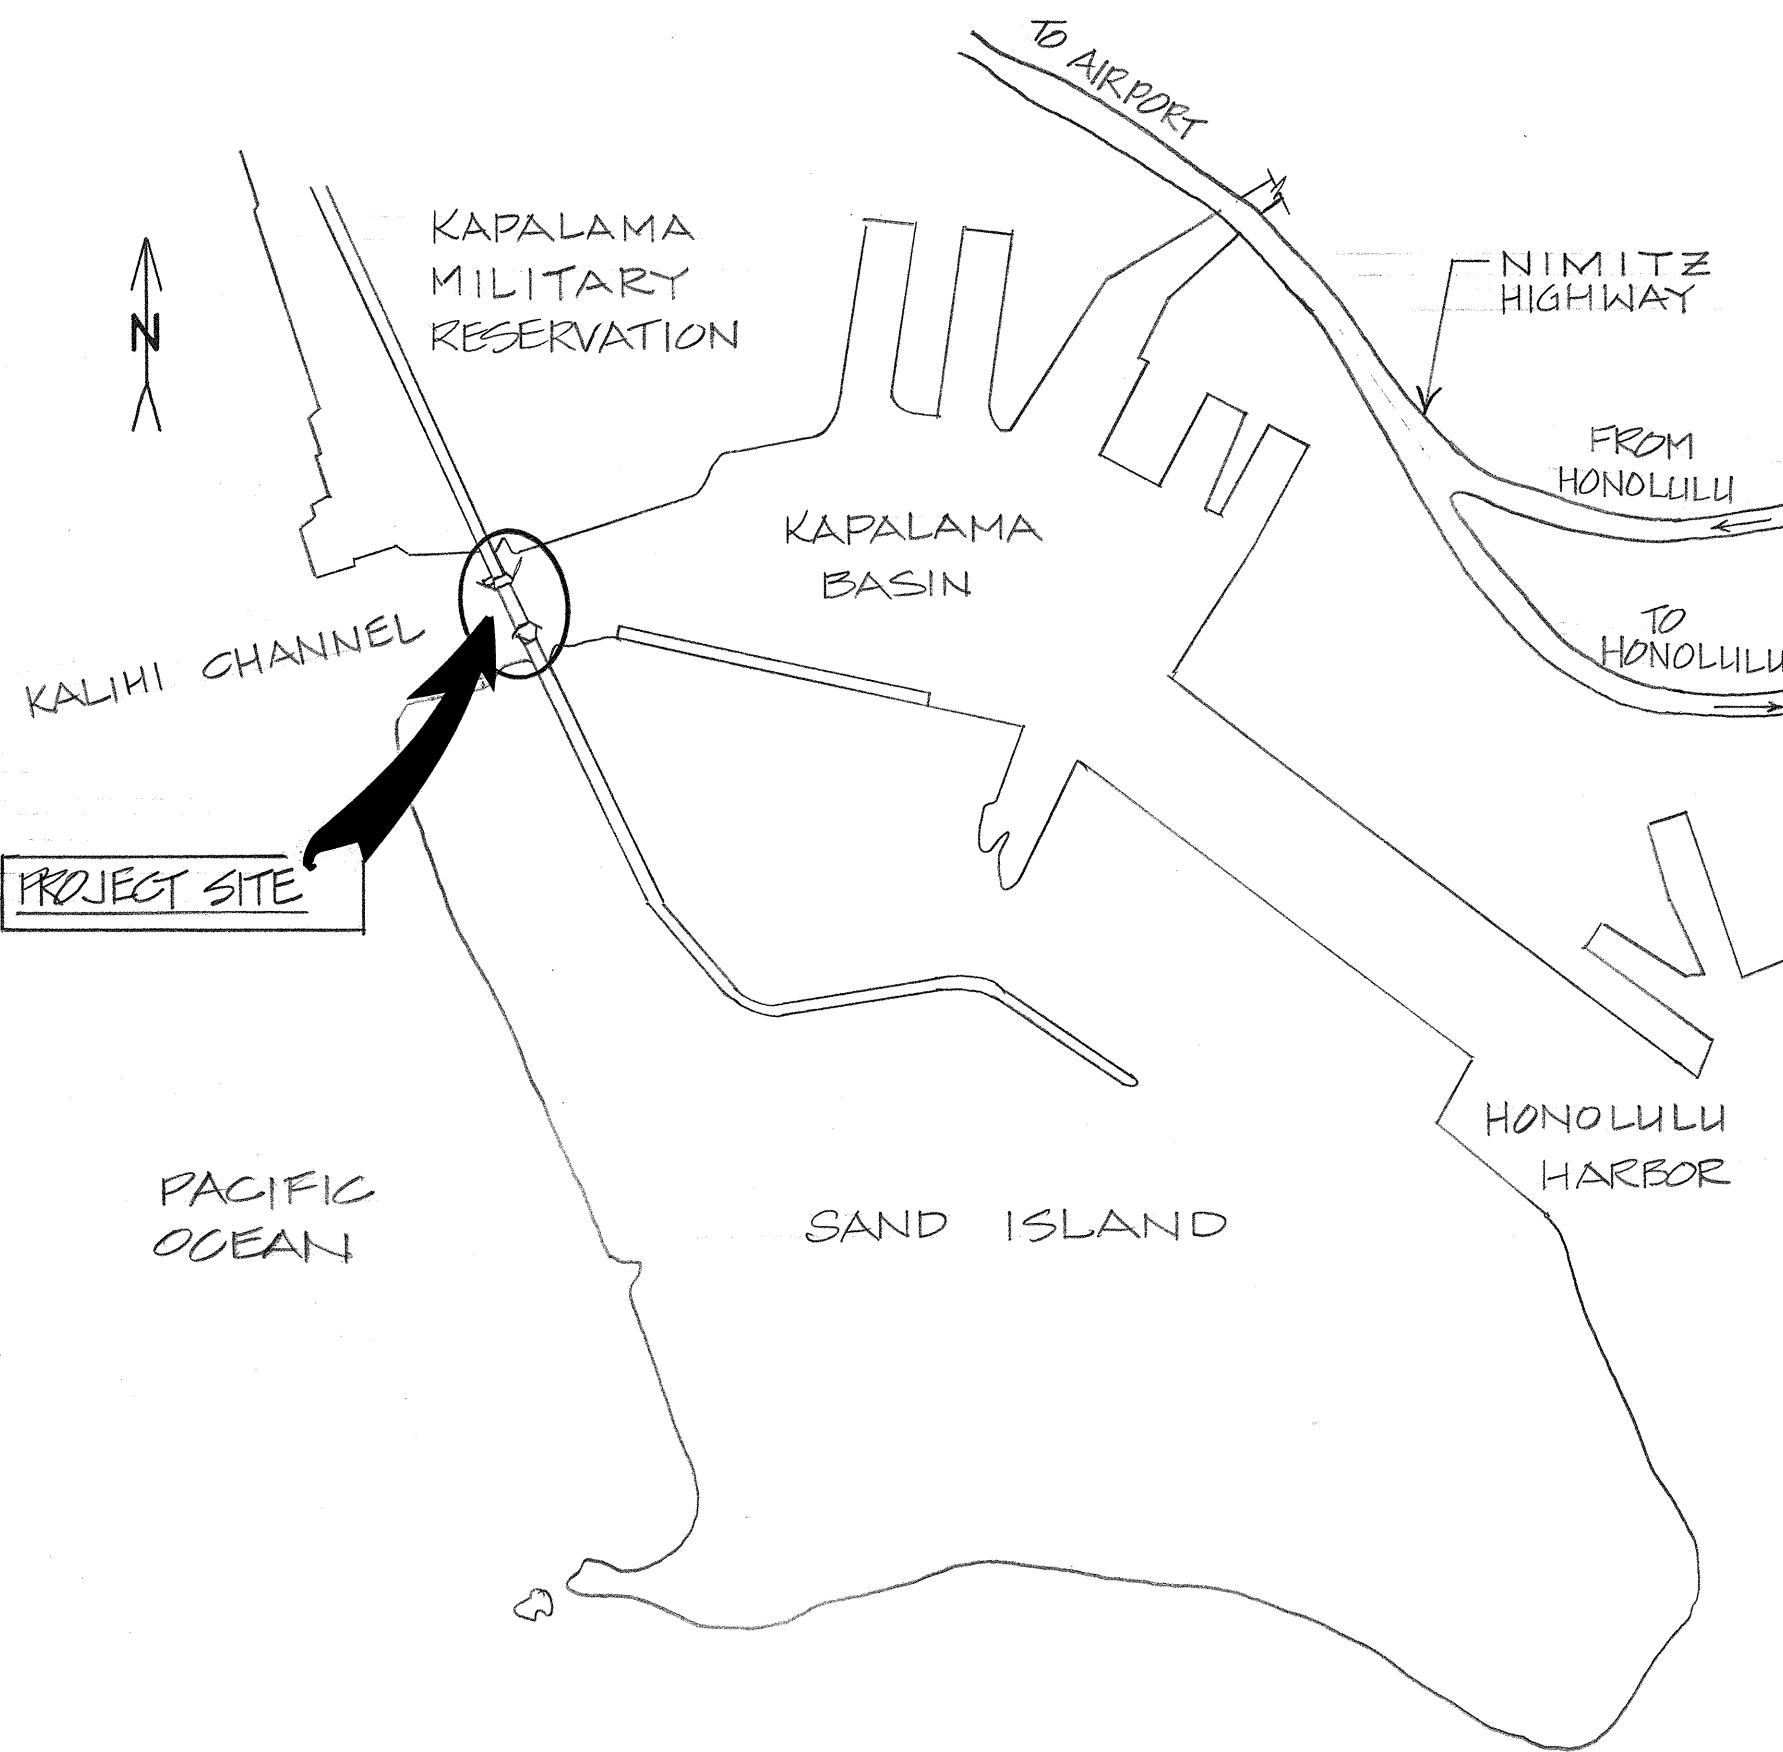 TO AIRPORT
KAPALAMA
MILITARY
RESERVATION
N
NIMITZ
HIGHWAY
FROM
HONOLULU
KAPALAMA
BASIN
TO
HONOLULU
KALIHI CHANNEL
PROJECT SITE
HONOLULU
HARBOR
PACIFIC
OCEAN
SAND ISLAND